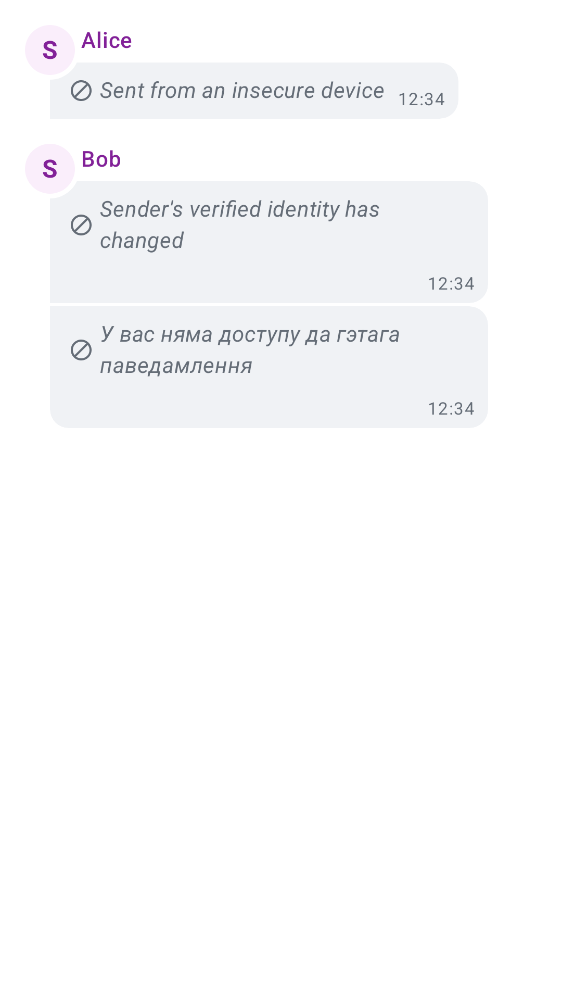 S
Alice
Sent from an insecure device 12:34
S
Bob
Sender's verified identity has
changed
12:34
У вас няма доступу да гэтага
паведамлення
12:34